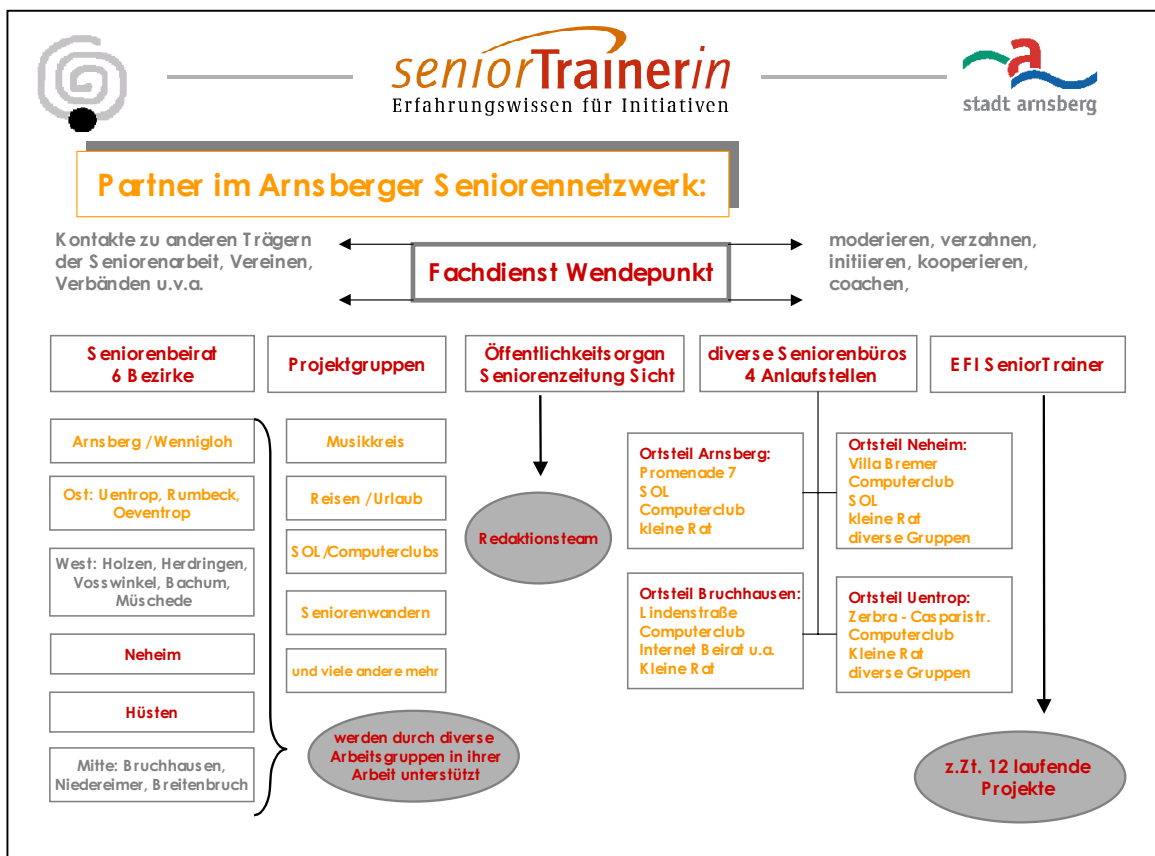 seniorTrainerin
Erfahrungswissen für Initiativen
a
stadt arnsberg
Partner im Arnsberger Seniorennetzwerk:
Kontakte zu anderen Trägern
der Seniorenarbeit, Vereinen,
Verbänden u.v.a.
Fachdienst Wendepunkt
moderieren, verzahnen,
initiieren, kooperieren,
coachen,
Seniorenbeirat
6 Bezirke
Projektgruppen
Öffentlichkeitsorgan
Seniorenzeitung Sicht
diverse Seniorenbüros
4 Anlaufstellen
EFI SeniorTrainer
Arnsberg / Wennigloh
Ost: Uentrop, Rumbeck,
Oeventrop
West: Holzen, Herdringen,
Vosswinkel, Bachum,
Müschede
Neheim
Hüsten
Mitte: Bruchhausen,
Niedereimer, Breitenbruch
Musikkreis
Reisen / Urlaub
SOL /Computerclubs
Seniorenwandern
und viele andere mehr
werden durch diverse
Arbeitsgruppen in ihrer
Arbeit unterstützt
Redaktionsteam
Ortsteil Arnsberg:
Promenade 7
SOL
Computerclub
kleine Rat
Ortsteil Neheim:
Villa Bremer
Computerclub
SOL
kleine Rat
diverse Gruppen
Ortsteil Bruchhausen:
Lindenstraße
Computerclub
Internet Beirat u.a.
Kleine Rat
Ortsteil Uentrop:
Zerbra - Casparistr.
Computerclub
Kleine Rat
diverse Gruppen
z.Zt. 12 laufende
Projekte